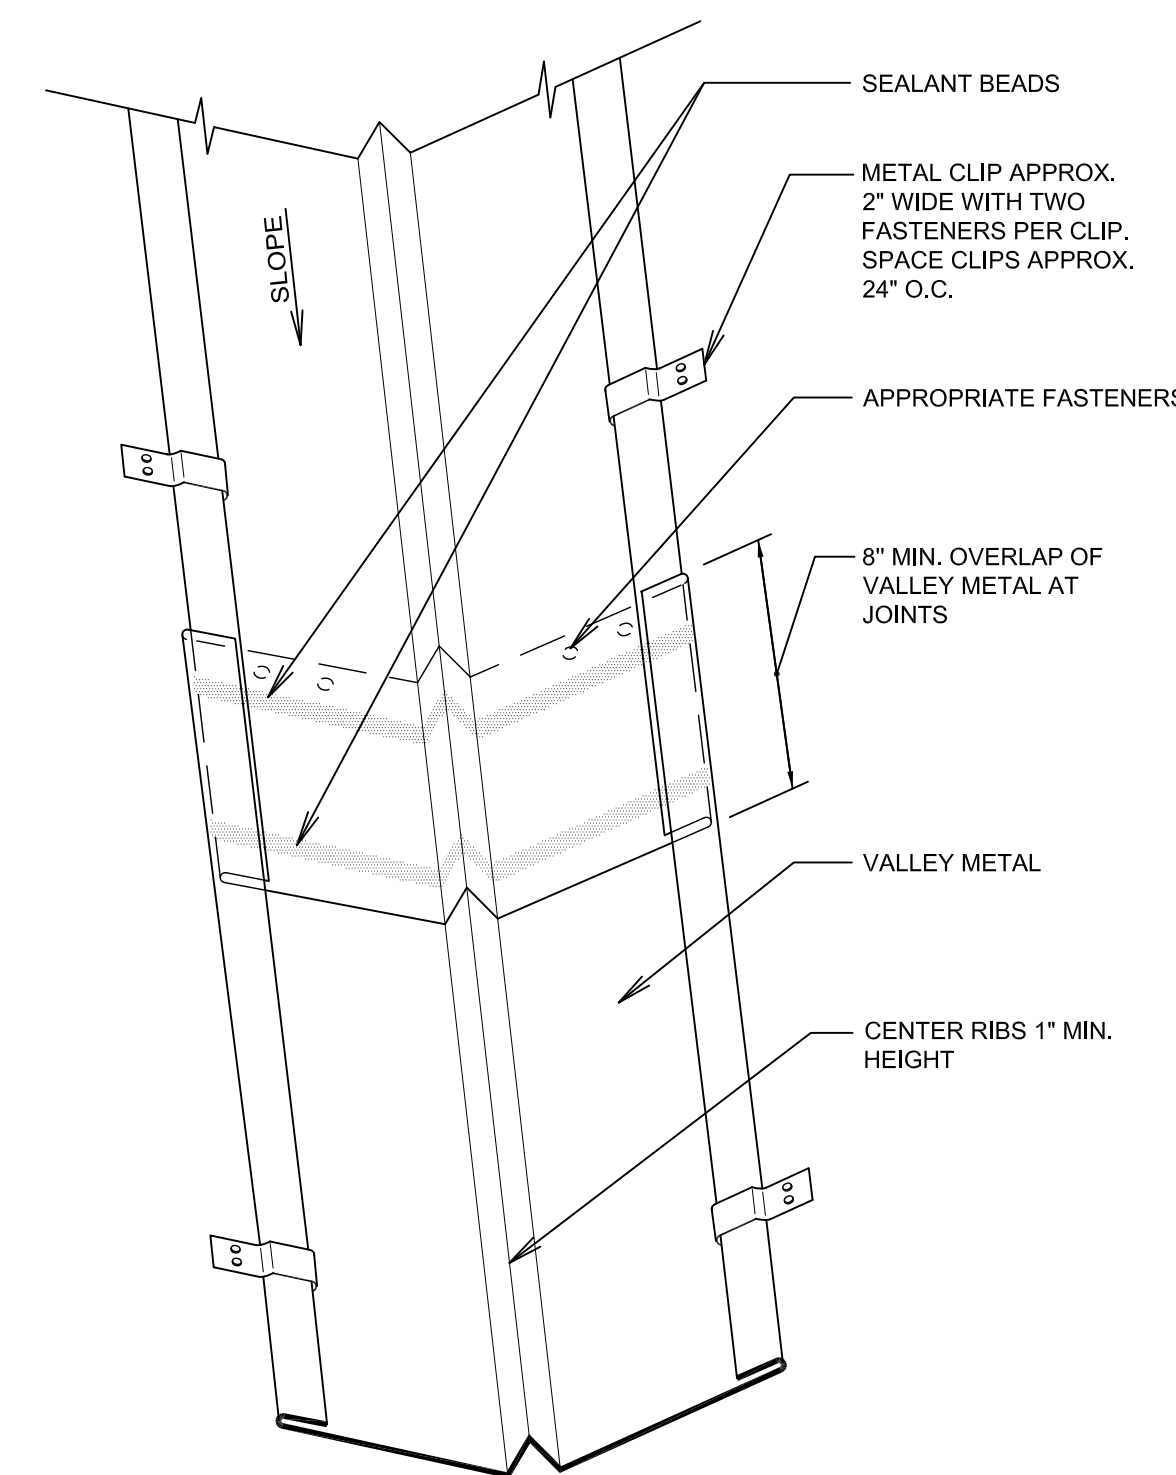 SEALANT BEADS
METAL CLIP APPROX.
2" WIDE WITH TWO
FASTENERS PER CLIP.
SPACE CLIPS APPROX.
24" O.C.
SLOPE
APPROPRIATE FASTENERS
8" MIN. OVERLAP OF
VALLEY METAL AT
JOINTS
VALLEY METAL
CENTER RIBS 1" MIN.
HEIGHT